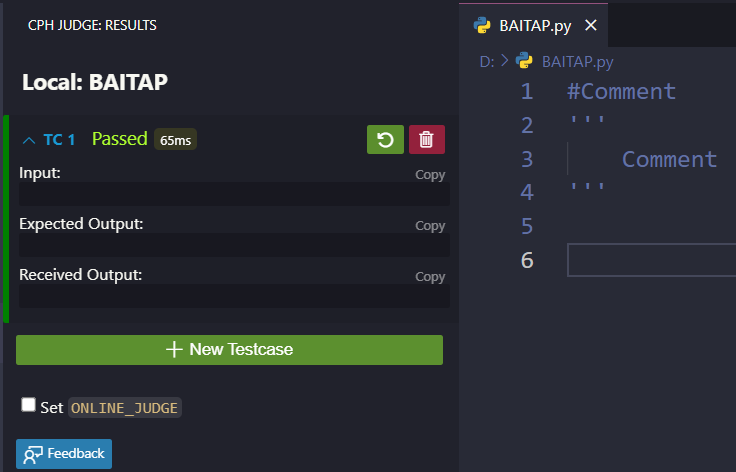 CPH JUDGE: RESULTS
Local: BAITAP
TC 1 Passed 65ms
Input:
Copy
Expected Output:
Copy
Received Output:
Copy
New Testcase
Set ONLINE_JUDGE
Feedback
BAITAP.py
D: > BAITAP.py
1 #Comment
2 '''
3 Comment
4 '''
5
6